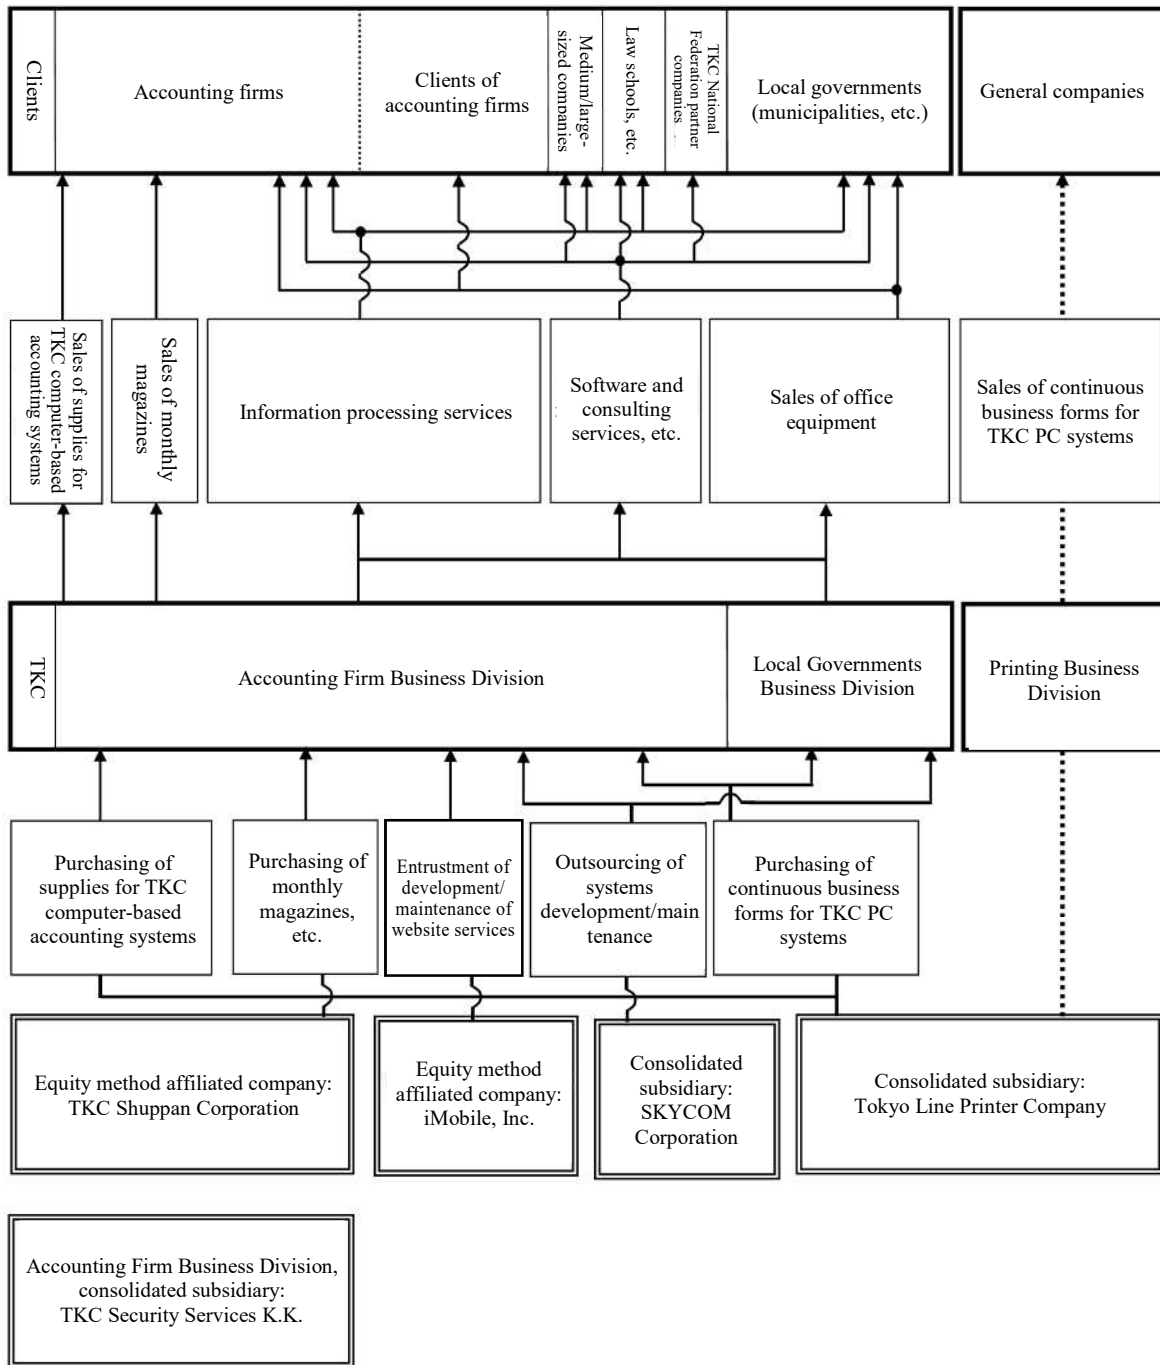 Clients
Accounting firms
Clients of
accounting firms
Medium/large-
sized companies
Law schools, etc.
TKC National
Federation partner
companies
Local governments
(municipalities, etc.)
General companies
Sales of supplies for
TKC computer-based
accounting systems
Sales of monthly
magazines
Information processing services
Software and
consulting
services, etc.
Sales of office
equipment
Sales of continuous
business forms for
TKC PC systems
TKC
Accounting Firm Business Division
Local Governments
Business Division
Printing Business
Division
Purchasing of
supplies for TKC
computer-based
accounting systems
Purchasing of
monthly
magazines,
etc.
Entrustment of
development/
maintenance of
website services
Outsourcing of
systems
development/main
tenance
Purchasing of
continuous business
forms for TKC PC
systems
Equity method affiliated company:
TKC Shuppan Corporation
Equity method
affiliated company:
iMobile, Inc.
Consolidated
subsidiary:
SKYCOM
Corporation
Consolidated subsidiary:
Tokyo Line Printer Company
Accounting Firm Business Division,
consolidated subsidiary:
TKC Security Services K.K.